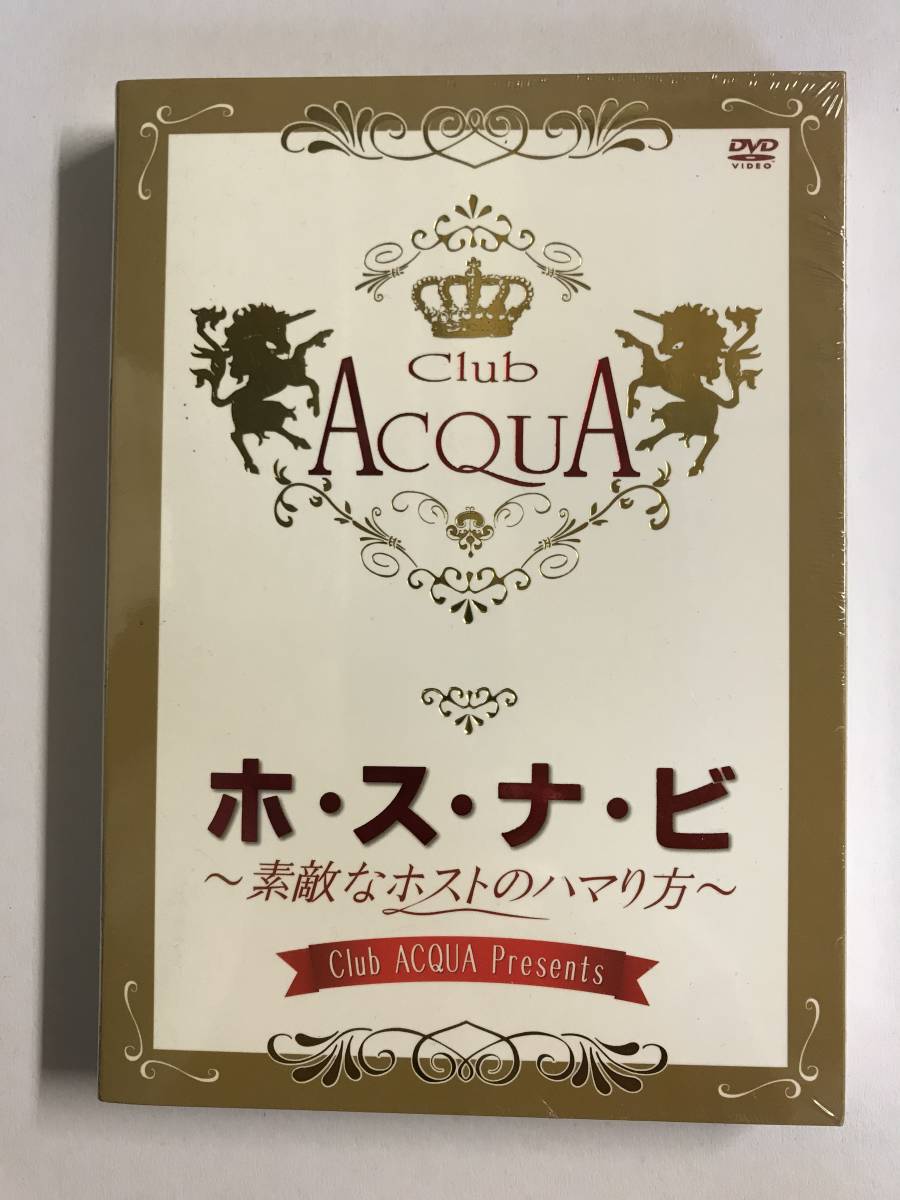 DVD
VIDEO
Club
ACQUA
ホ・ス・ナ・ビ
～素敵なホストのハマり方～
Club ACQUA Presents